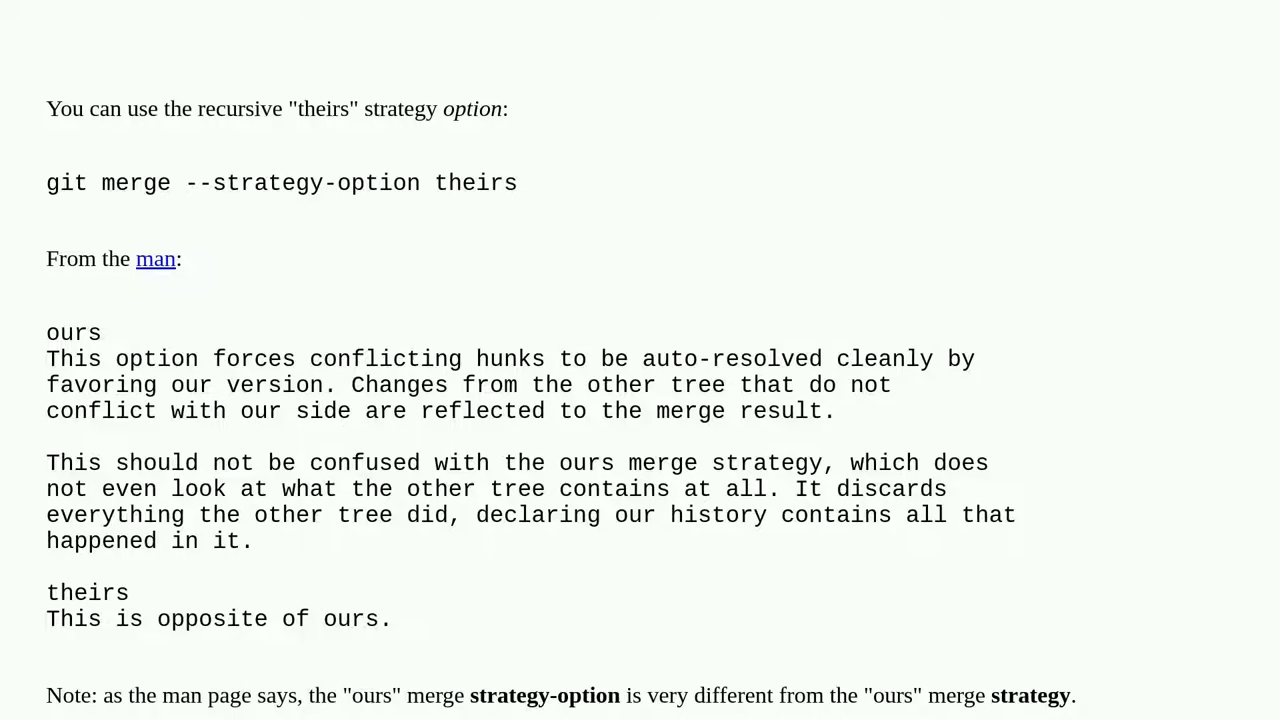 You can use the recursive "theirs" strategy option:
git merge --strategy-option theirs
From the man:
ours
This option forces conflicting hunks to be auto-resolved cleanly by
favoring our version. Changes from the other tree that do not
conflict with our side are reflected to the merge result.
This should not be confused with the ours merge strategy, which does
not even look at what the other tree contains at all. It discards
everything the other tree did, declaring our history contains all that
happened in it.
theirs
This is opposite of ours.
Note: as the man page says, the "ours" merge strategy-option is very different from the "ours" merge strategy.